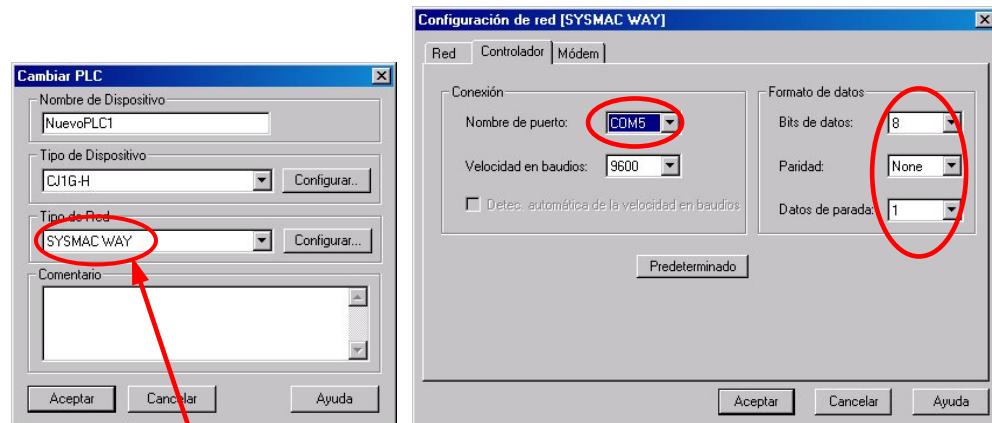 Cambiar PLC
Nombre de Dispositivo
NuevoPLC1
Tipo de Dispositivo
CJ1G-H
Configurar..
Tipo de Red
SYSMAC WAY
Configurar...
Comentario
Aceptar
Cancelar
Ayuda
Configuración de red [SYSMAC WAY]
Red
Controlador
Módem
Conexión
Nombre de puerto:
COM5
Velocidad en baudios:
9600
Detec. automática de la velocidad en baudios
Formato de datos
Bits de datos:
8
Paridad:
None
Datos de parada:
1
Predeterminado
Aceptar
Cancelar
Ayuda